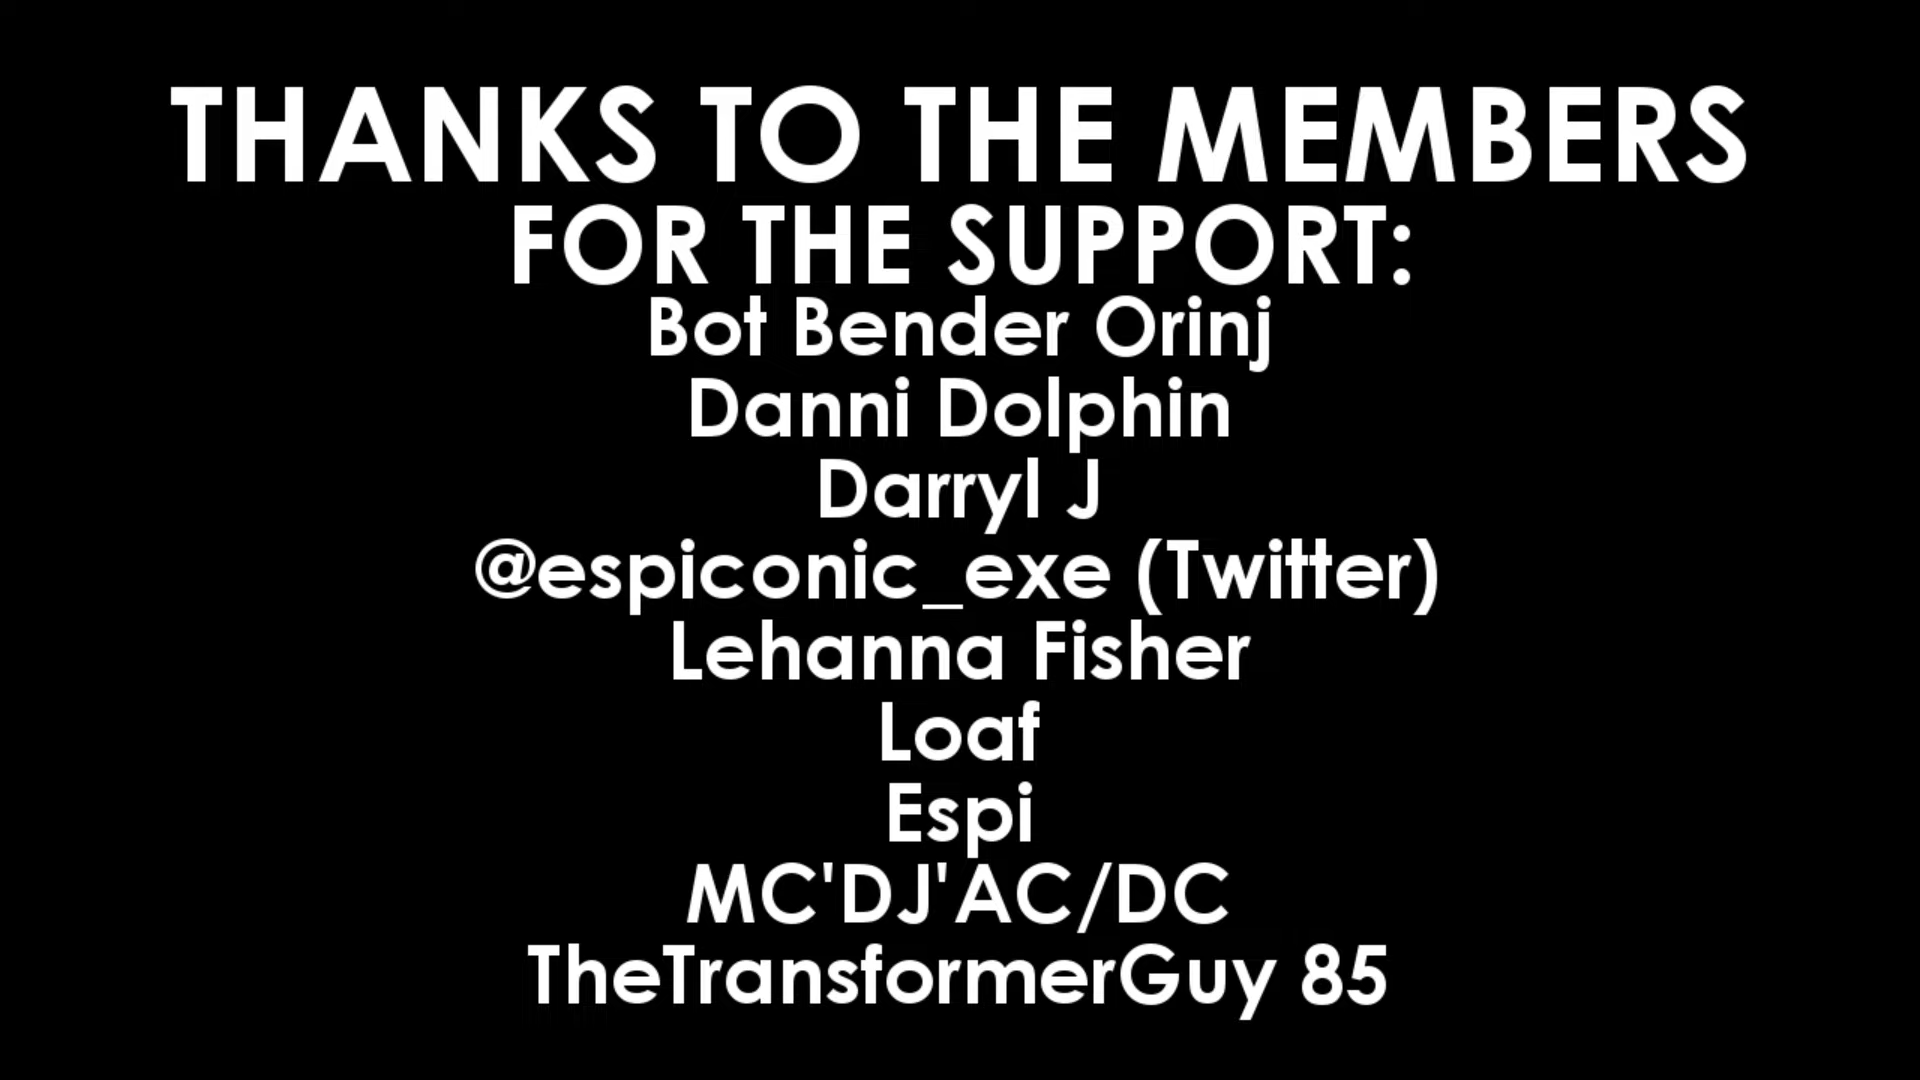 THANKS TO THE MEMBERS
FOR THE SUPPORT:
Bot Bender Orinj
Danni Dolphin
Darryl J
@espiconic_exe (Twitter)
Lehanna Fisher
Loaf
Espi
MC'DJ'AC/DC
TheTransformerGuy 85